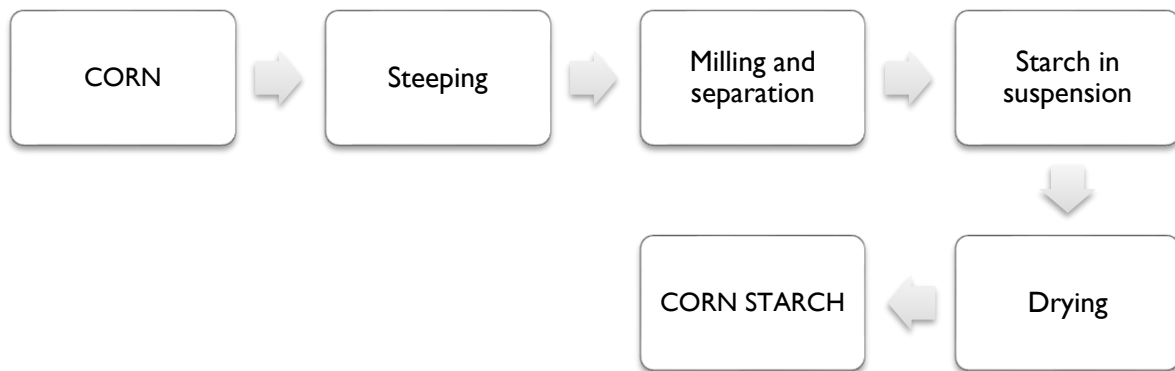 CORN
Steeping
Milling and
separation
Starch in
suspension
Drying
CORN STARCH